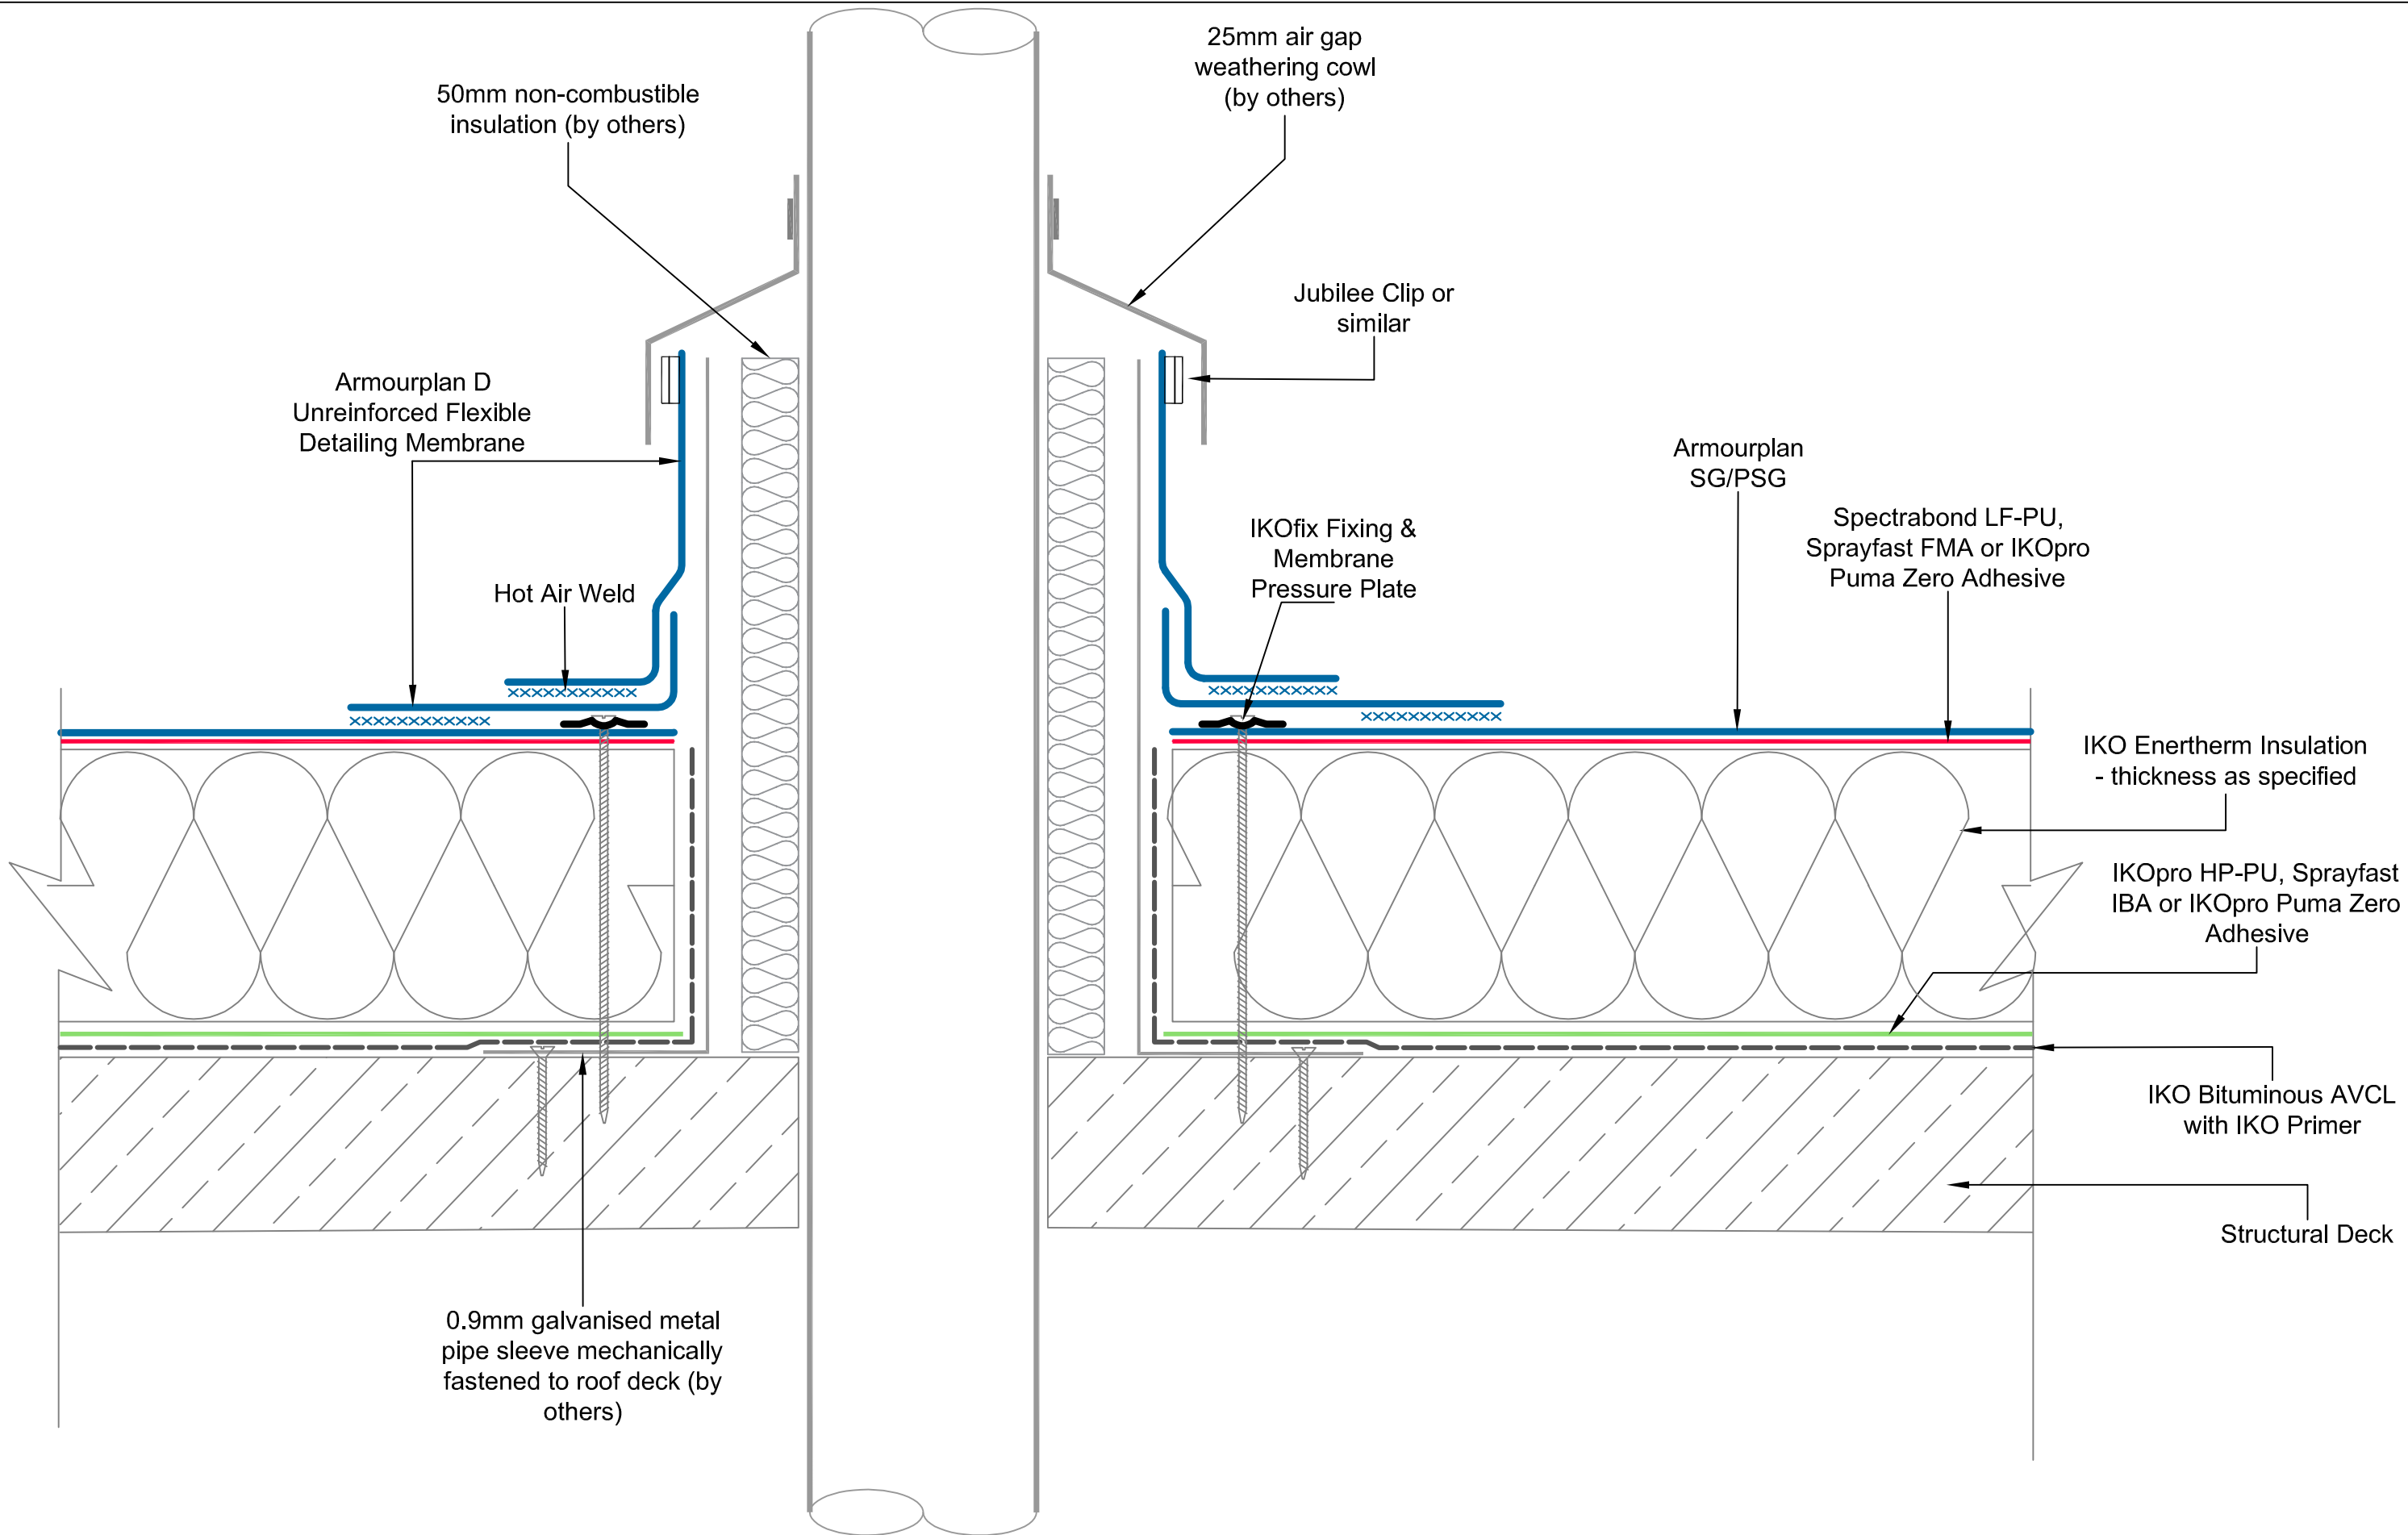 25mm air gap
weathering cowl
(by others)
50mm non-combustible
insulation (by others)
Jubilee Clip or
similar
Armourplan D
Unreinforced Flexible
Detailing Membrane
Armourplan
SG/PSG
Spectrabond LF-PU,
Sprayfast FMA or IKOpro
Puma Zero Adhesive
IKOfix Fixing &
Membrane
Pressure Plate
Hot Air Weld
IKO Enertherm Insulation
- thickness as specified
IKOpro HP-PU, Sprayfast
IBA or IKOpro Puma Zero
Adhesive
IKO Bituminous AVCL
with IKO Primer
Structural Deck
0.9mm galvanised metal
pipe sleeve mechanically
fastened to roof deck (by
others)